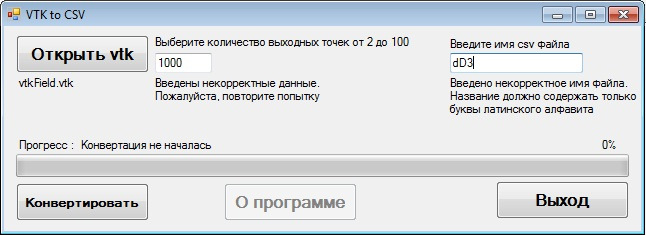 VTK to CSV
Открыть vtk
vtkField.vtk
Выберите количество выходных точек от 2 до 100
1000
Введены некорректные данные.
Пожалуйста, повторите попытку
Введите имя csv файла
dD3
Введено некорректное имя файла.
Название должно содержать только
буквы латинского алфавита
Прогресс : Конвертация не началась
0%
Конвертировать
О программе
Выход